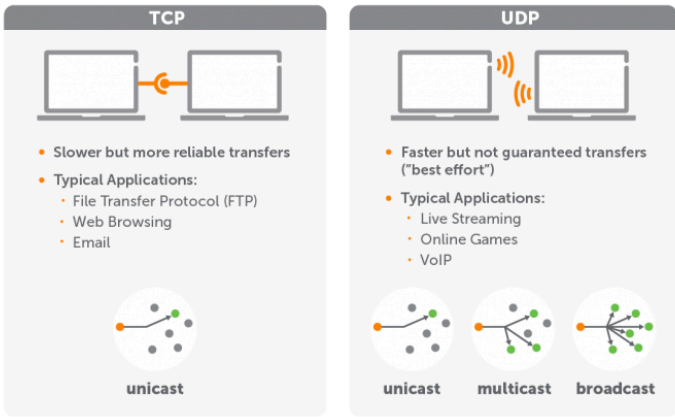 TCP
Slower but more reliable transfers
Typical Applications:
File Transfer Protocol (FTP)
Web Browsing
Email
unicast
UDP
Faster but not guaranteed transfers
("best effort")
Typical Applications:
Live Streaming
Online Games
VoIP
unicast
multicast
broadcast